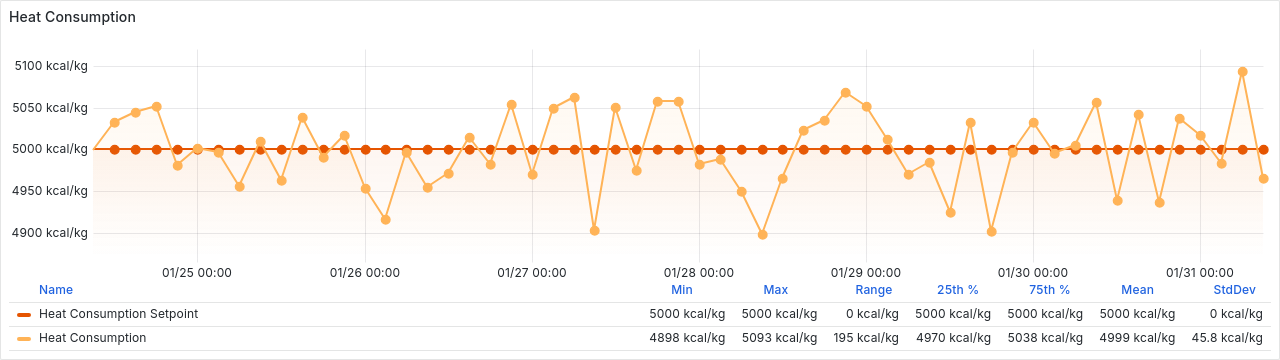 Heat Consumption
5100 kcal/kg
5050 kcal/kg
5000 kcal/kg
4950 kcal/kg
4900 kcal/kg
01/25 00:00 01/26 00:00 01/27 00:00 01/28 00:00 01/29 00:00 01/30 00:00 01/31 00:00
Name Min Max Range 25th % 75th % Mean StdDev
Heat Consumption Setpoint 5000 kcal/kg 5000 kcal/kg 0 kcal/kg 5000 kcal/kg 5000 kcal/kg 5000 kcal/kg 0 kcal/kg
Heat Consumption 4898 kcal/kg 5093 kcal/kg 195 kcal/kg 4970 kcal/kg 5038 kcal/kg 4999 kcal/kg 45.8 kcal/kg